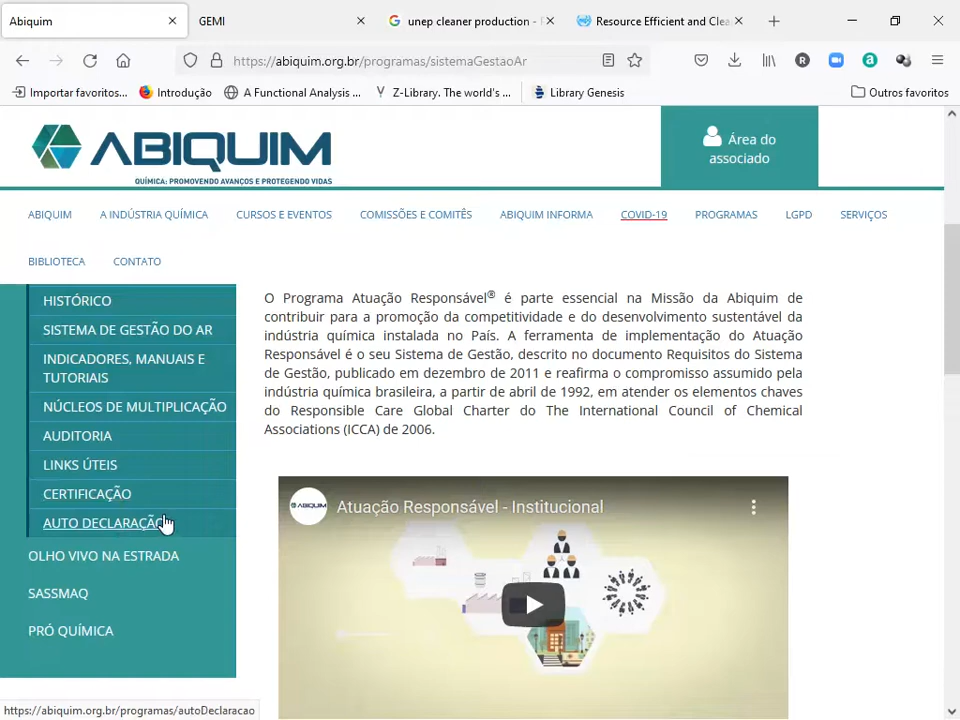 Abiquim
GEMI
unep cleaner production -
Resource Efficient and Clea
https://abiquim.org.br/programas/sistemaGestaoAr
Importar favoritos...
Introdução
A Functional Analysis ...
Z-Library. The world's ...
Library Genesis
Outros favoritos
ABIQUIM
QUÍMICA: PROMOVENDO AVANÇOS E PROTEGENDO VIDAS
Área do
associado
ABIQUIM A INDÚSTRIA QUÍMICA CURSOS E EVENTOS COMISSÕES E COMITÊS ABIQUIM INFORMA COVID-19 PROGRAMAS LGPD SERVIÇOS
BIBLIOTECA CONTATO
HISTÓRICO
SISTEMA DE GESTÃO DO AR
INDICADORES, MANUAIS E
TUTORIAIS
NÚCLEOS DE MULTIPLICAÇÃO
AUDITORIA
LINKS ÚTEIS
CERTIFICAÇÃO
AUTO DECLARAÇÃO
OLHO VIVO NA ESTRADA
SASSMAQ
PRÓ QUÍMICA
O Programa Atuação Responsável® é parte essencial na Missão da Abiquim de
contribuir para a promoção da competitividade e do desenvolvimento sustentável da
indústria química instalada no País. A ferramenta de implementação do Atuação
Responsável é o seu Sistema de Gestão, descrito no documento Requisitos do Sistema
de Gestão, publicado em dezembro de 2011 e reafirma o compromisso assumido pela
indústria química brasileira, a partir de abril de 1992, em atender os elementos chaves
do Responsible Care Global Charter do The International Council of Chemical
Associations (ICCA) de 2006.
ABIQUIM
Atuação Responsável - Institucional
https://abiquim.org.br/programas/autoDeclaracao